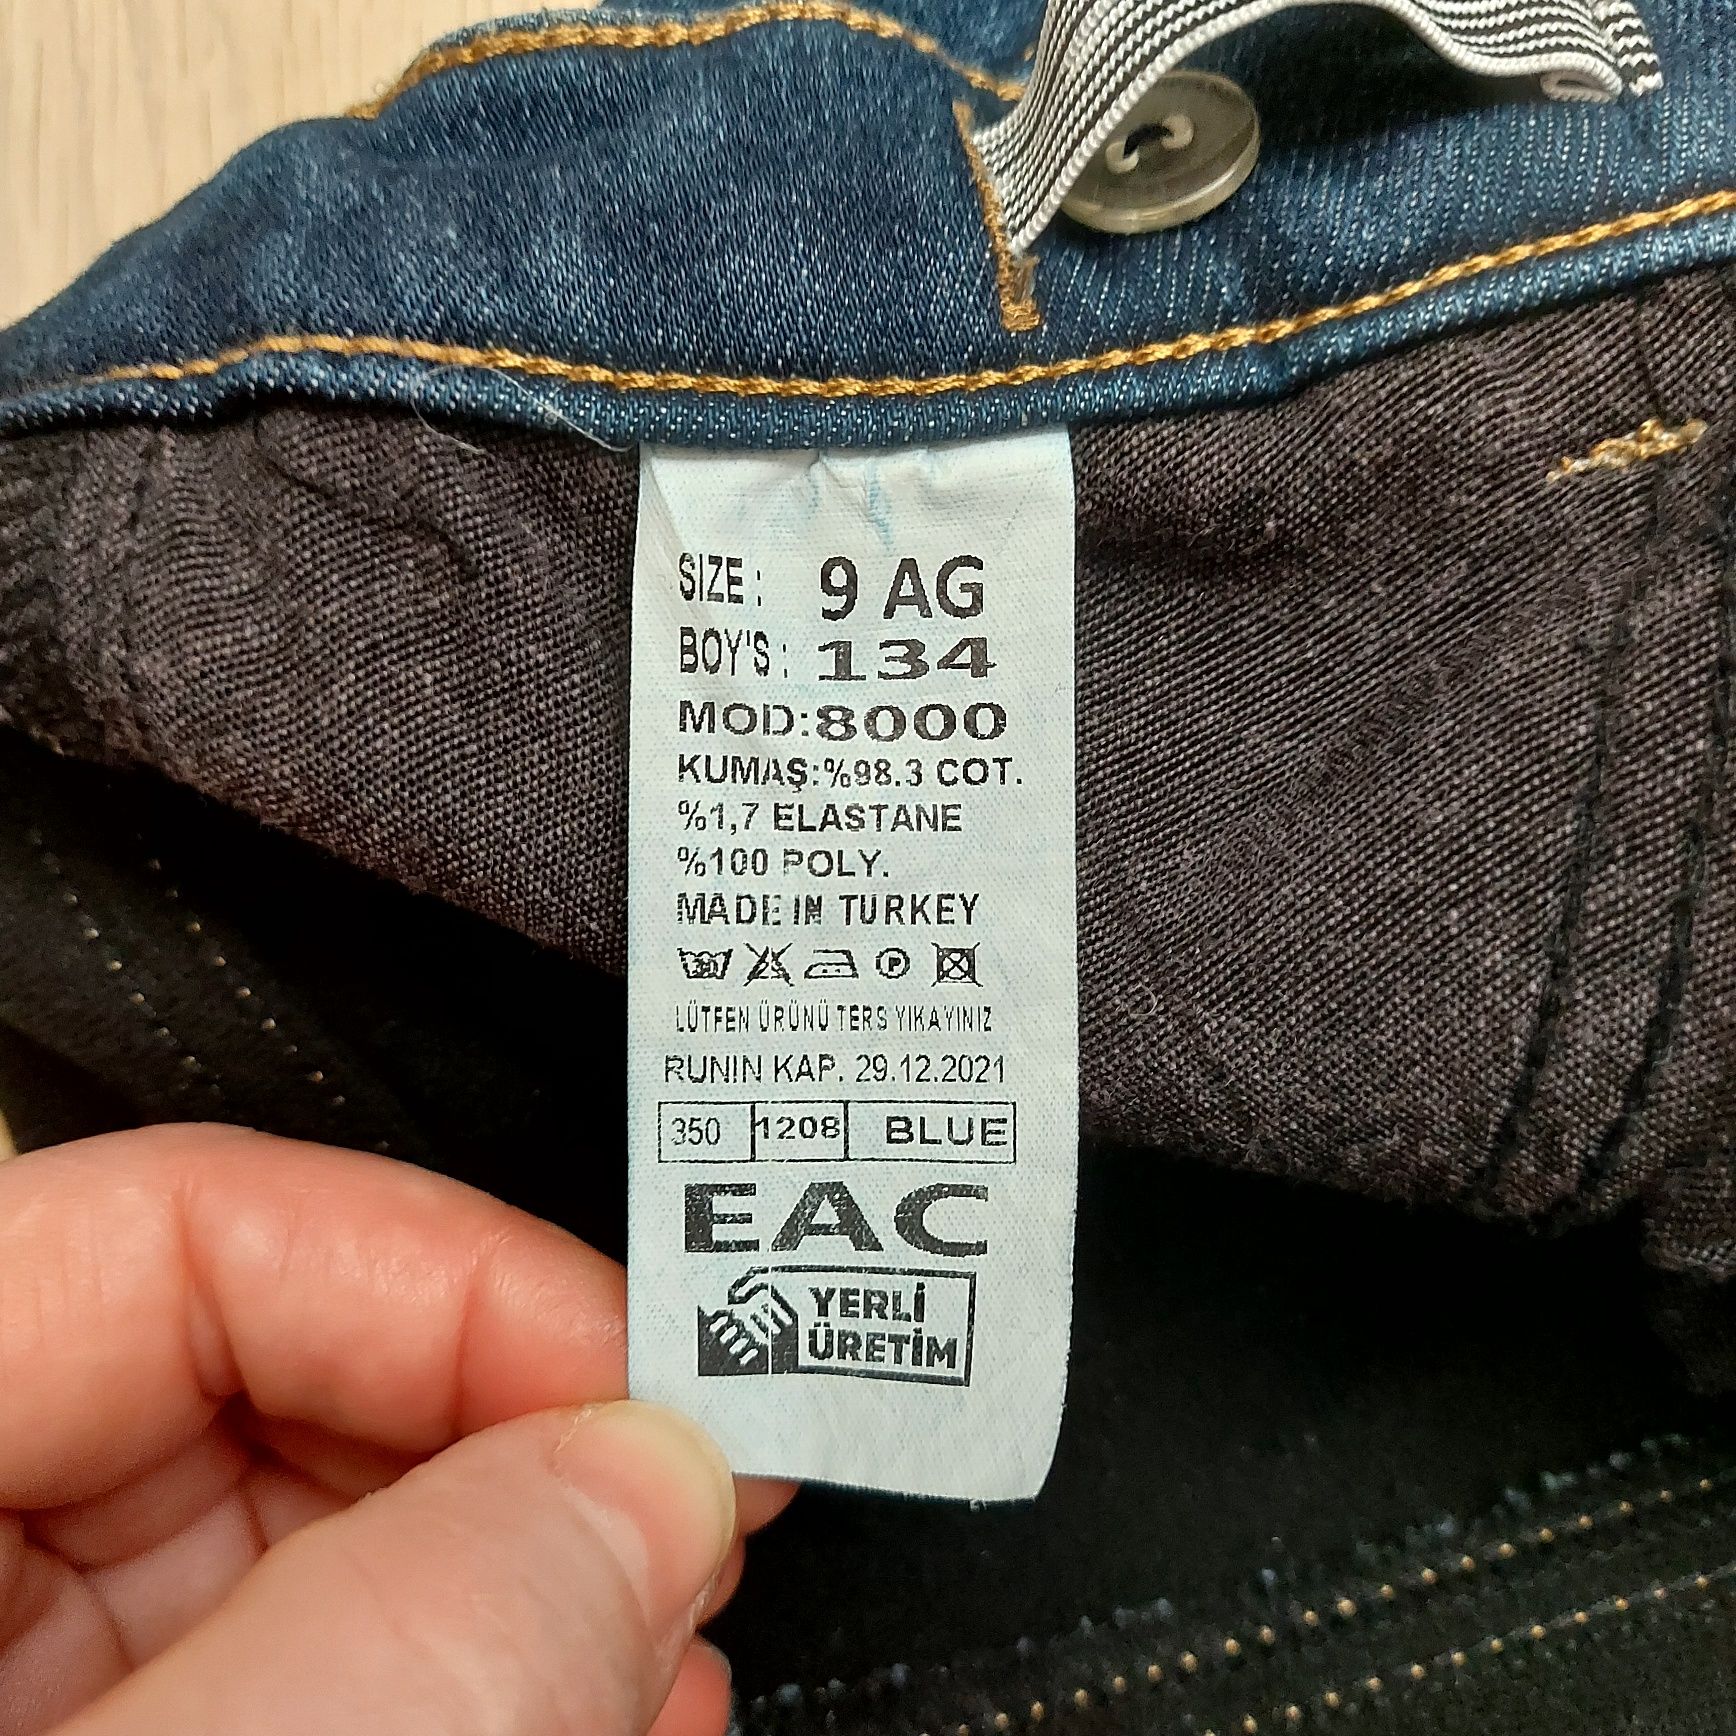 SIZE: 9 AG
BOY'S: 134
MOD:8000
KUMAŞ:%98.3 COT.
%1,7 ELASTANE
%100 POLY.
MADE IN TURKEY
30 P
LÜTFEN ÜRÜNÜ TERS YIKAYINIZ
RUNIN KAP. 29.12.2021
350 1208 BLUE
EAC
YERLİ
ÜRETİM